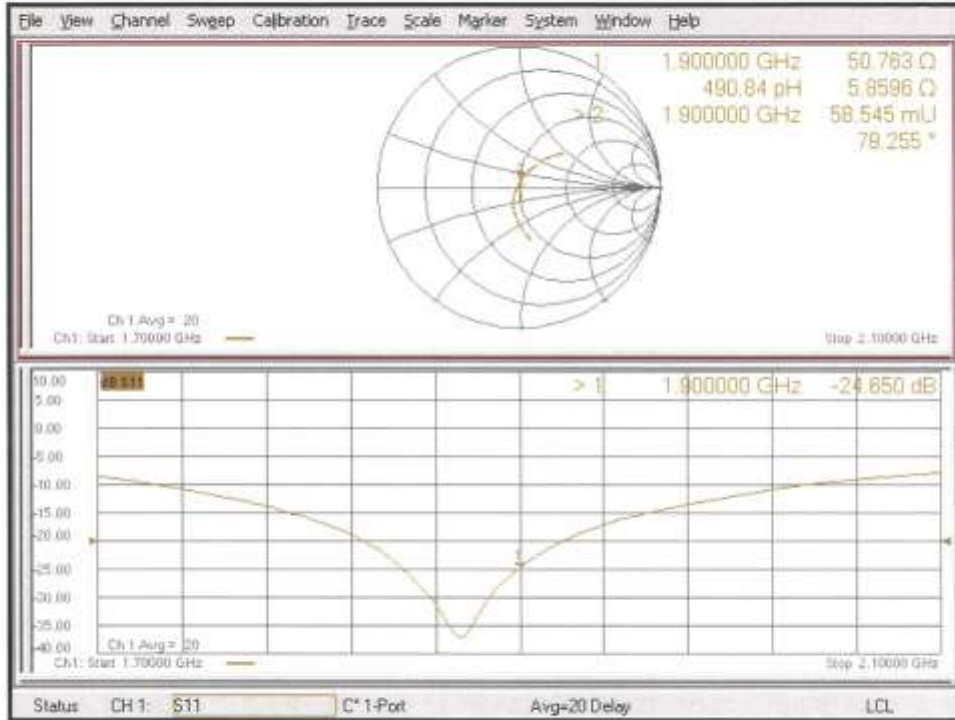 File View Channel Sweep Calibration Trace Scale Marker System Window Help
1: 1.900000 GHz 50.763 Ω
490.84 pH 5.8596 Ω
> 2: 1.900000 GHz 58.545 mU
79.255 °
Ch 1 Avg = 20
Ch1: Start 1.70000 GHz
Stop 2.10000 GHz
10.00
dB S11
> 1: 1.900000 GHz -24.650 dB
5.00
0.00
-5.00
-10.00
-15.00
-20.00
-25.00
1
-30.00
-35.00
-40.00
Ch 1 Avg = 20
Ch1: Start 1.70000 GHz
Stop 2.10000 GHz
Status CH 1: S11 C* 1-Port Avg=20 Delay LCL